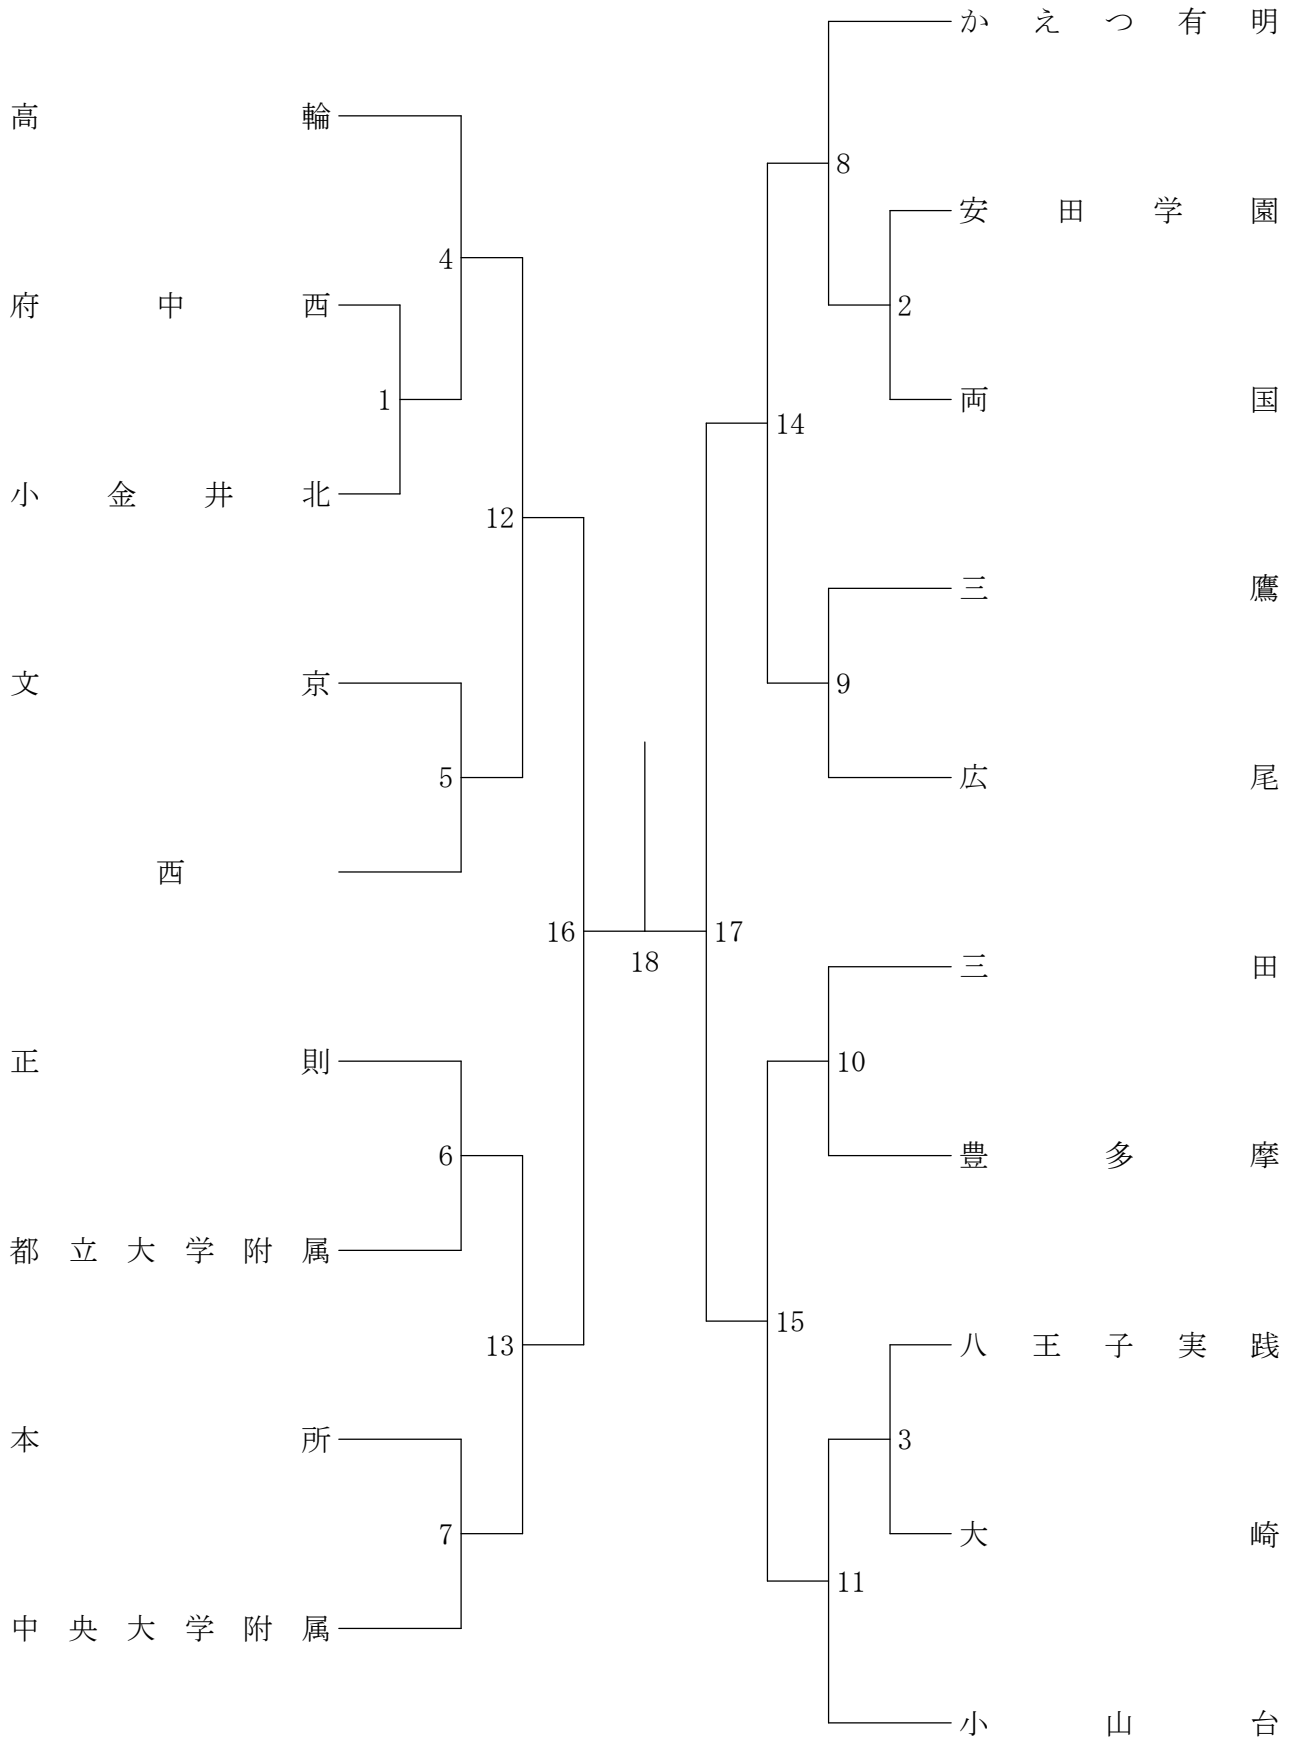 かえつ有明
高輪
8
安田学園
4
府中西
2
1
両国
14
小金井北
12
三鷹
文京
9
5
広尾
西
16
17
18
三田
正則
10
6
豊多摩
都立大学附属
15
13
八王子実践
本所
3
7
大崎
11
中央大学附属
小山台